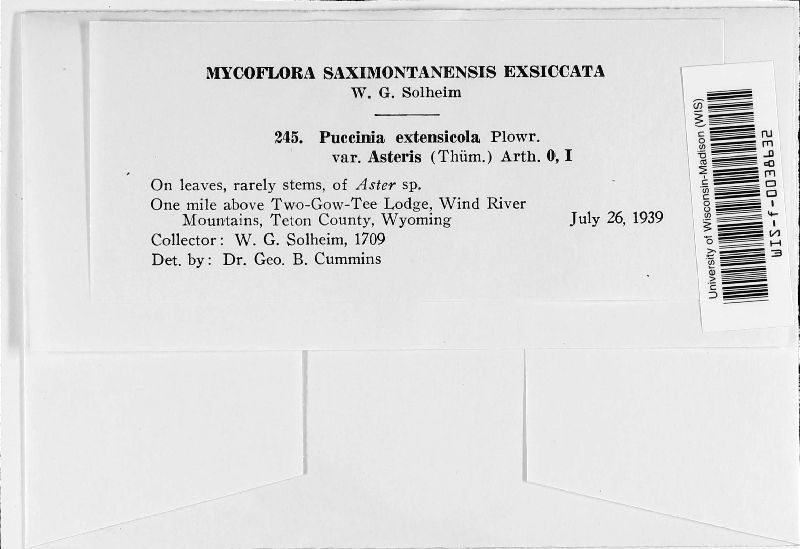 MYCOFLORA SAXIMONTANENSIS EXSICCATA
W. G. Solheim
245. Puccinia extensicola Plowr.
var. Asteris (Thüm.) Arth. 0, I
On leaves, rarely stems, of Aster sp.
One mile above Two-Gow-Tee Lodge, Wind River
Mountains, Teton County, Wyoming July 26, 1939
Collector: W. G. Solheim, 1709
Det. by: Dr. Geo. B. Cummins
University of Wisconsin-Madison (WIS)
WIS-f-0038932